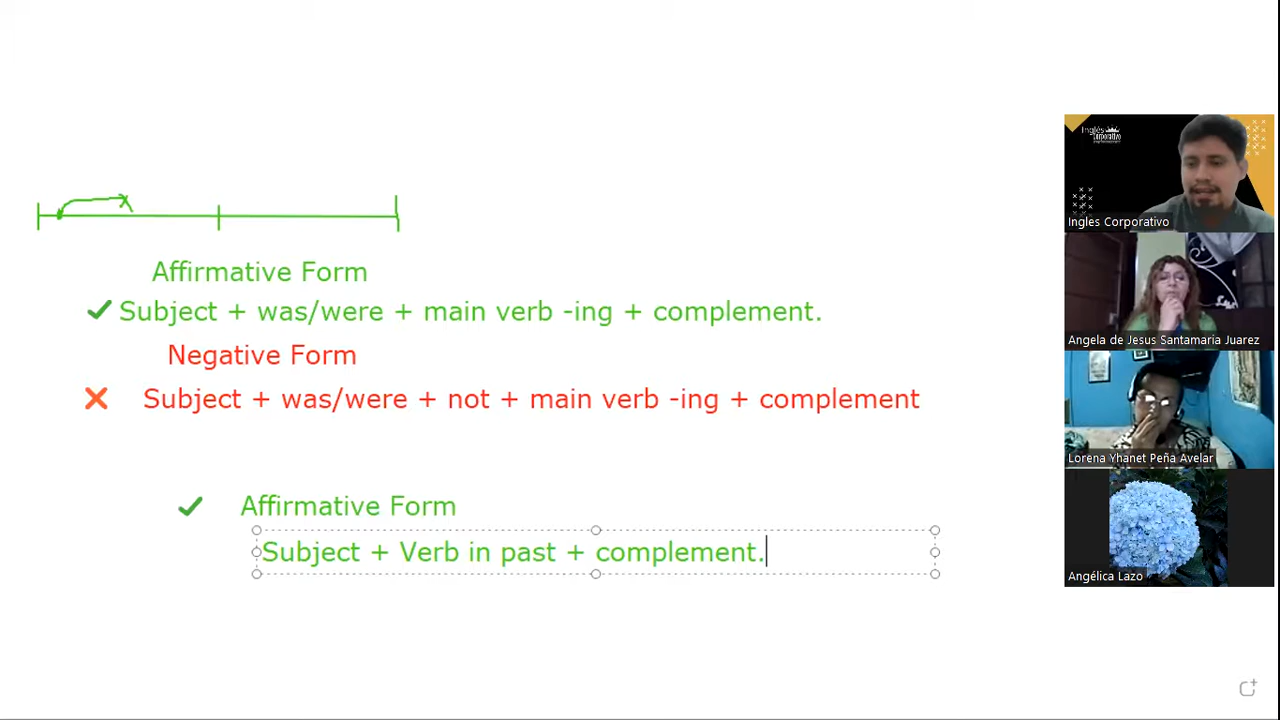 Affirmative Form
Subject + was/were + main verb -ing + complement.
Negative Form
Subject + was/were + not + main verb -ing + complement
Affirmative Form
Subject + Verb in past + complement.
Inglés
Corporativo
Ingles Corporativo
Angela de Jesus Santamaria Juarez
Lorena Yhanet Peña Avelar
Angélica Lazo